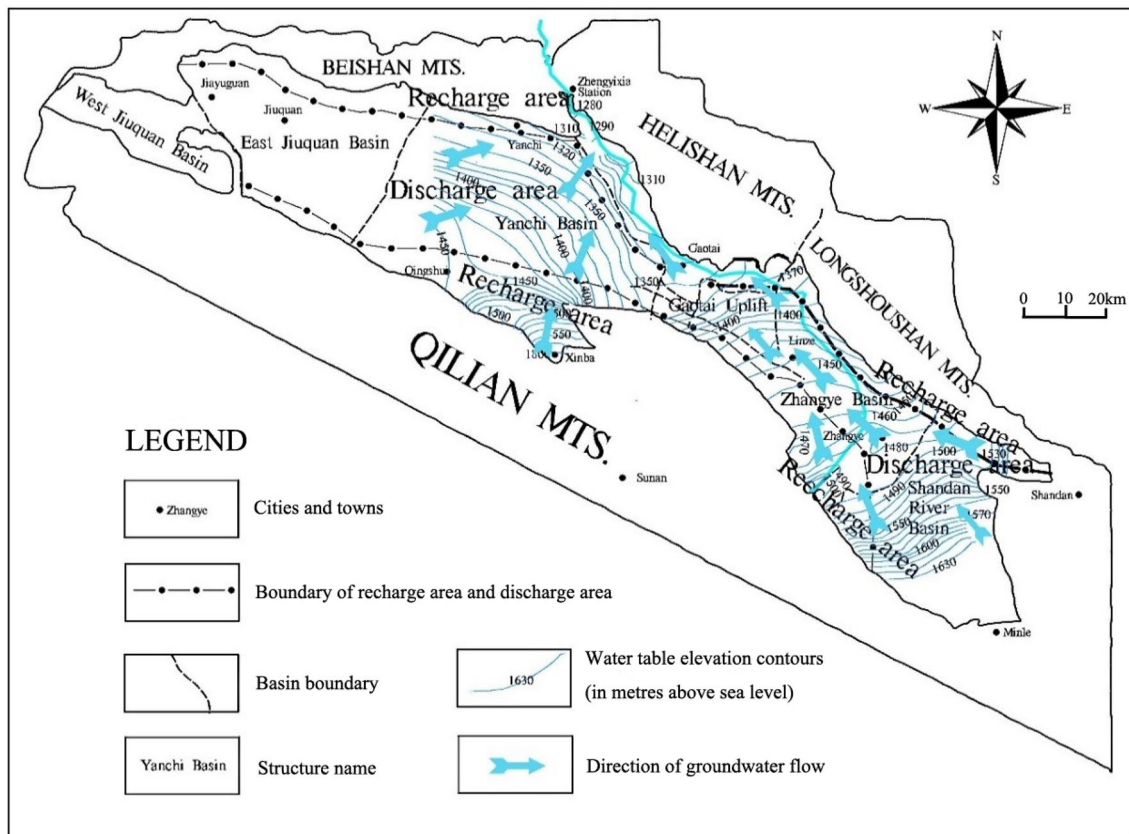 N
W
E
S
BEISHAN MTS.
Zhengyixia
Station
Jiayuguan
Jiuquan
West Jiuquan Basin
East Jiuquan Basin
Recharge area
1280
1290
1310
1310
1320
HELISHAN MTS.
Yanchi
1350
1400
Discharge area
1350
Yanchi Basin
1400
1450
Gaotai
LONGSHOUSHAN MTS.
0 10 20km
Qingshui
Recharge area
1450
1400
1350
1370
Gaotai Uplift
1400
1400
1500
550
1800
Xinba
Linze
1450
QILIAN MTS.
Recharge area
Zhangye Basin
1460
Zhangye
1470
1480
1500
1530
Discharge area
Recharge area
1490
1490
1550
Shandan
River
Basin
Shandan
1550
1570
1600
1630
Sunan
Minle
LEGEND
Zhangye
Cities and towns
Boundary of recharge area and discharge area
Basin boundary
1630
Water table elevation contours
(in metres above sea level)
Yanchi Basin
Structure name
Direction of groundwater flow